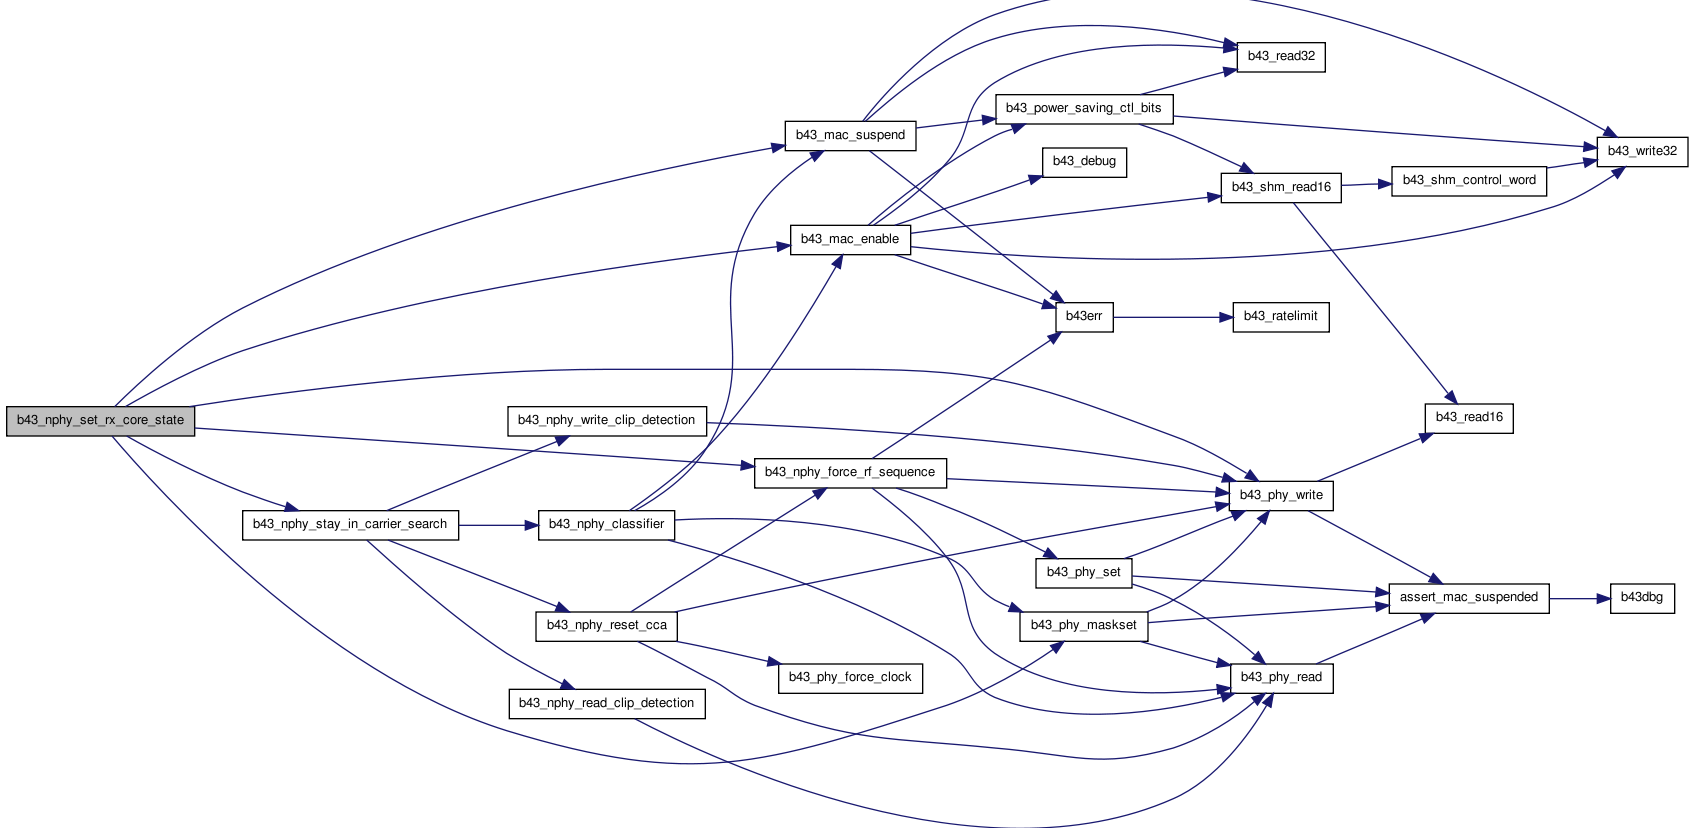 b43_read32
b43_power_saving_ctl_bits
b43_mac_suspend
b43_write32
b43_debug
b43_shm_control_word
b43_shm_read16
b43_mac_enable
b43err
b43_ratelimit
b43_read16
b43_nphy_set_rx_core_state
b43_nphy_write_clip_detection
b43_nphy_force_rf_sequence
b43_phy_write
b43_nphy_stay_in_carrier_search
b43_nphy_classifier
b43_phy_set
assert_mac_suspended
b43dbg
b43_nphy_reset_cca
b43_phy_maskset
b43_phy_force_clock
b43_phy_read
b43_nphy_read_clip_detection